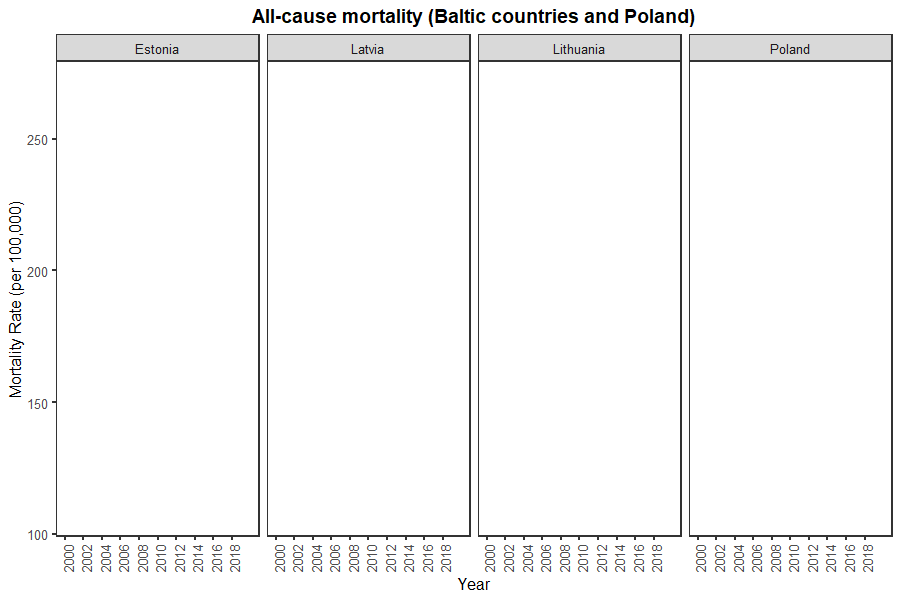 All-cause mortality (Baltic countries and Poland)
Estonia Latvia Lithuania Poland
Mortality Rate (per 100,000)
250
200
150
100
2000 2002 2004 2006 2008 2010 2012 2014 2016 2018 2000 2002 2004 2006 2008 2010 2012 2014 2016 2018 2000 2002 2004 2006 2008 2010 2012 2014 2016 2018 2000 2002 2004 2006 2008 2010 2012 2014 2016 2018
Year